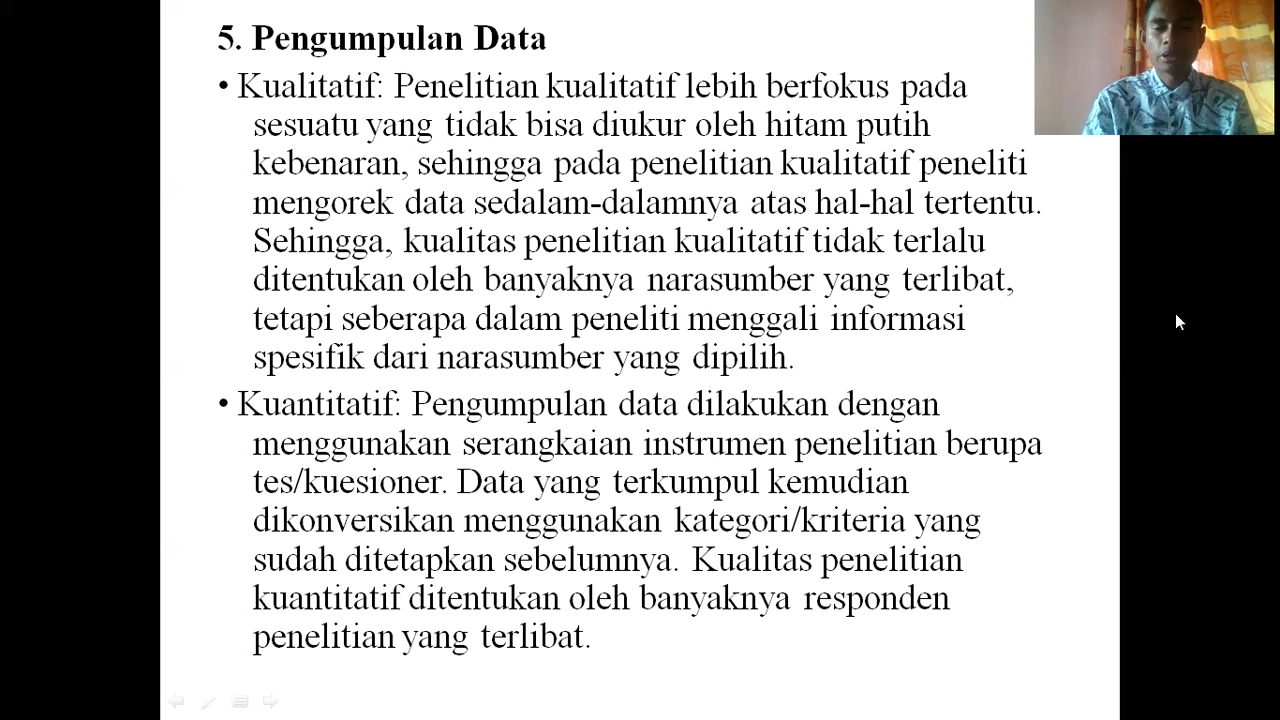 5. Pengumpulan Data
• Kualitatif: Penelitian kualitatif lebih berfokus pada
sesuatu yang tidak bisa diukur oleh hitam putih
kebenaran, sehingga pada penelitian kualitatif peneliti
mengorek data sedalam-dalamnya atas hal-hal tertentu.
Sehingga, kualitas penelitian kualitatif tidak terlalu
ditentukan oleh banyaknya narasumber yang terlibat,
tetapi seberapa dalam peneliti menggali informasi
spesifik dari narasumber yang dipilih.
• Kuantitatif: Pengumpulan data dilakukan dengan
menggunakan serangkaian instrumen penelitian berupa
tes/kuesioner. Data yang terkumpul kemudian
dikonversikan menggunakan kategori/kriteria yang
sudah ditetapkan sebelumnya. Kualitas penelitian
kuantitatif ditentukan oleh banyaknya responden
penelitian yang terlibat.